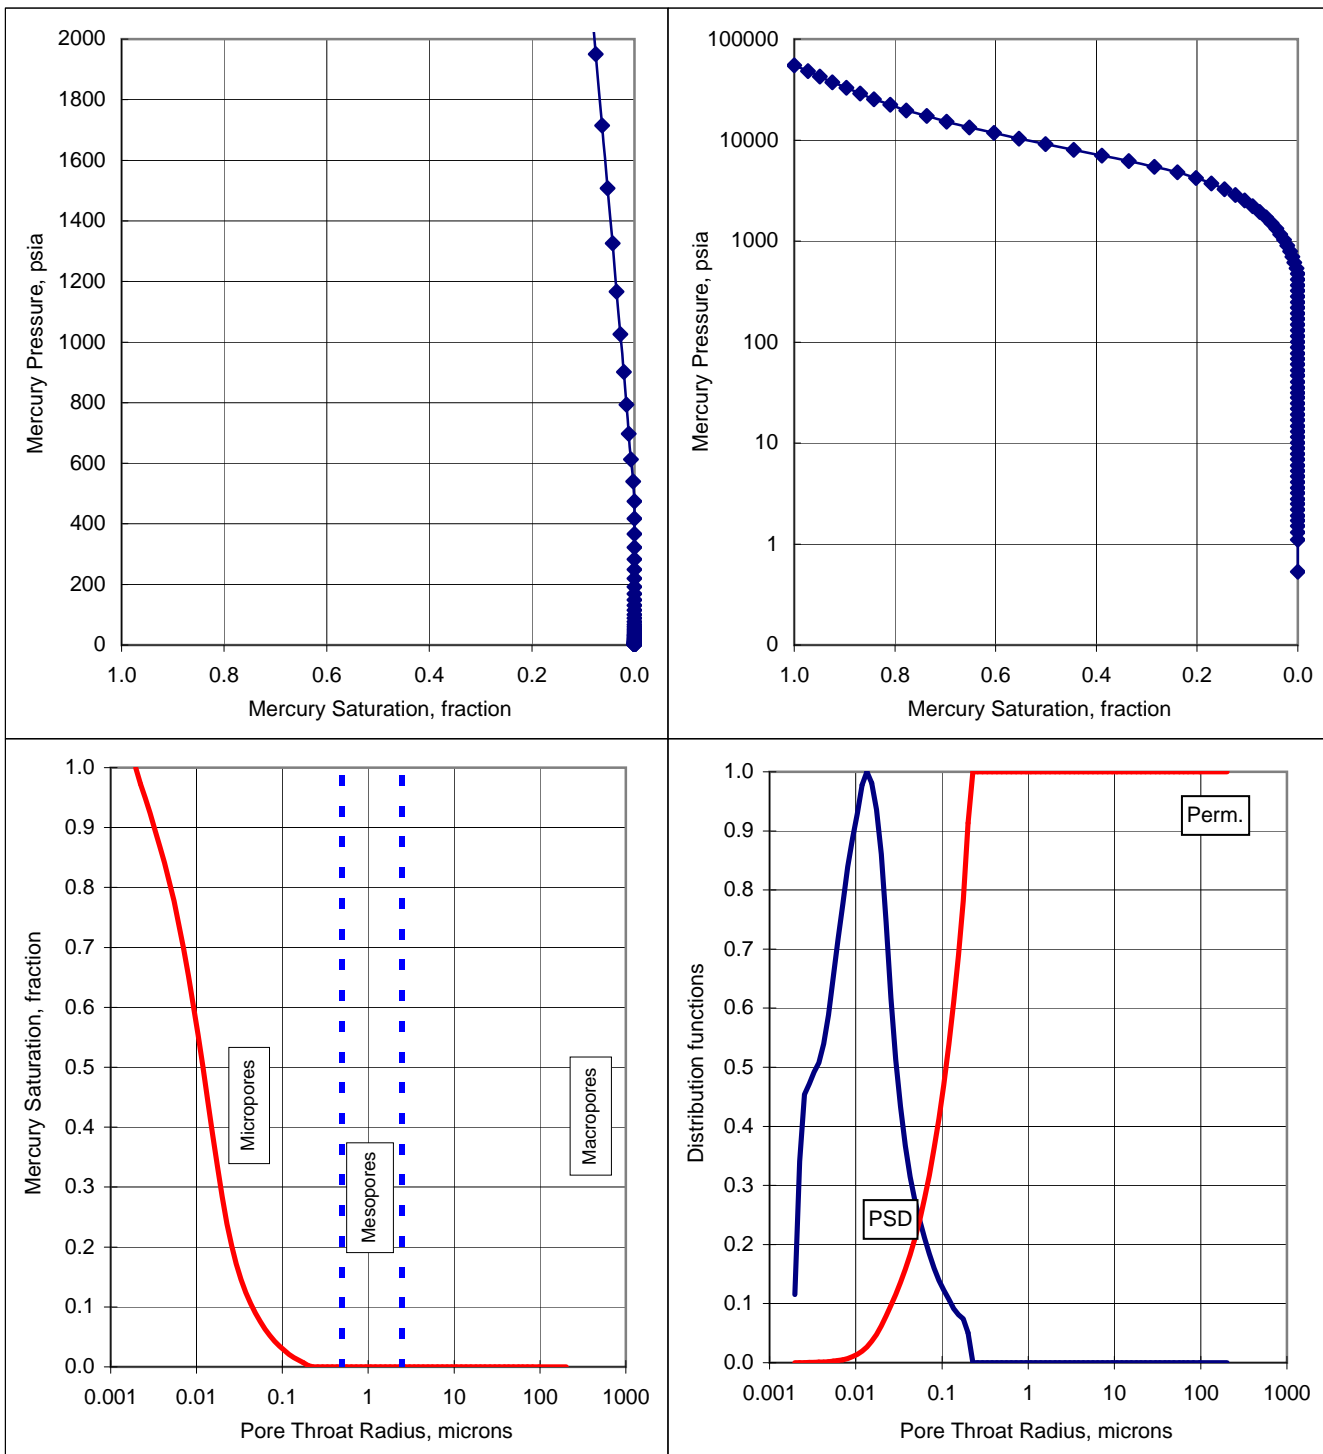 2000
1800
1600
1400
1200
1000
800
600
400
200
0
Mercury Pressure, psia
1.0 0.8 0.6 0.4 0.2 0.0
Mercury Saturation, fraction
100000
10000
1000
100
10
1
0
Mercury Pressure, psia
1.0 0.8 0.6 0.4 0.2 0.0
Mercury Saturation, fraction
1.0
0.9
0.8
0.7
0.6
0.5
0.4
0.3
0.2
0.1
0.0
Mercury Saturation, fraction
Micropores
Mesopores
Macropores
0.001 0.01 0.1 1 10 100 1000
Pore Throat Radius, microns
1.0
0.9
0.8
0.7
0.6
0.5
0.4
0.3
0.2
0.1
0.0
Distribution functions
Perm.
PSD
0.001 0.01 0.1 1 10 100 1000
Pore Throat Radius, microns